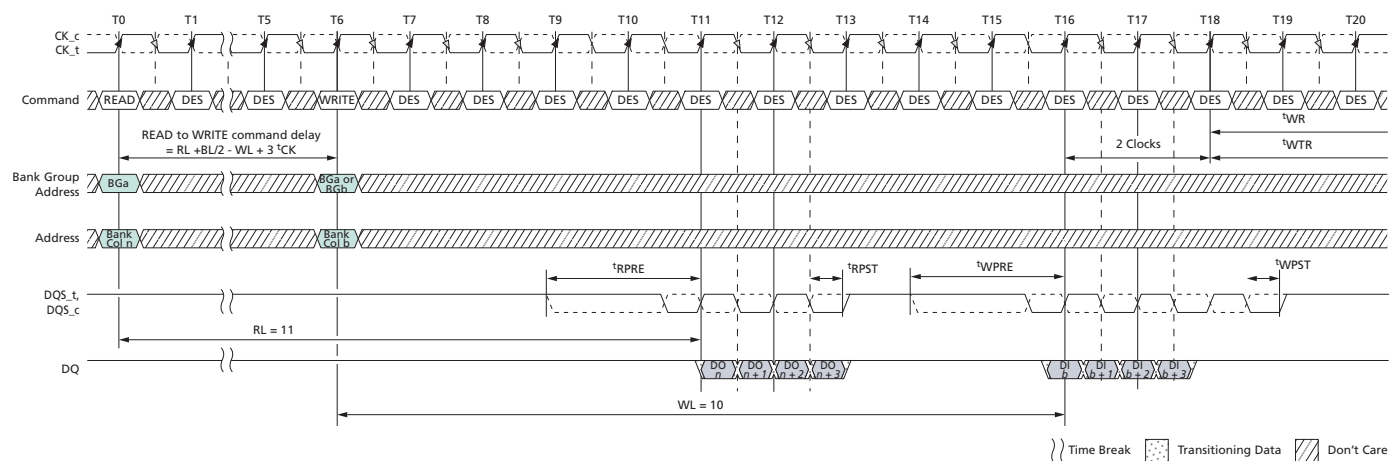 T0 T1 T5 T6 T7 T8 T9 T10 T11 T12 T13 T14 T15 T16 T17 T18 T19 T20
CK_c
CK_t
Command READ DES DES WRITE DES DES DES DES DES DES DES DES DES DES DES DES DES DES
READ to WRITE command delay
= RL +BL/2 - WL + 3 tCK
2 Clocks
tWR
tWTR
Bank Group
Address
BGa
BGa or
BGb
Address
Bank
Col n
Bank
Col b
tRPRE tRPST tWPRE tWPST
DQS_t,
DQS_c
RL = 11
DQ
DO
n
DO
n + 1
DO
n + 2
DO
n + 3
DI
b
DI
b + 1
DI
b + 2
DI
b + 3
WL = 10
Time Break Transitioning Data Don't Care